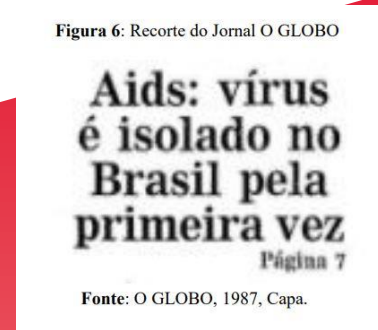 Figura 6: Recorte do Jornal O GLOBO
Aids: vírus
é isolado no
Brasil pela
primeira vez
Página 7
Fonte: O GLOBO, 1987, Capa.